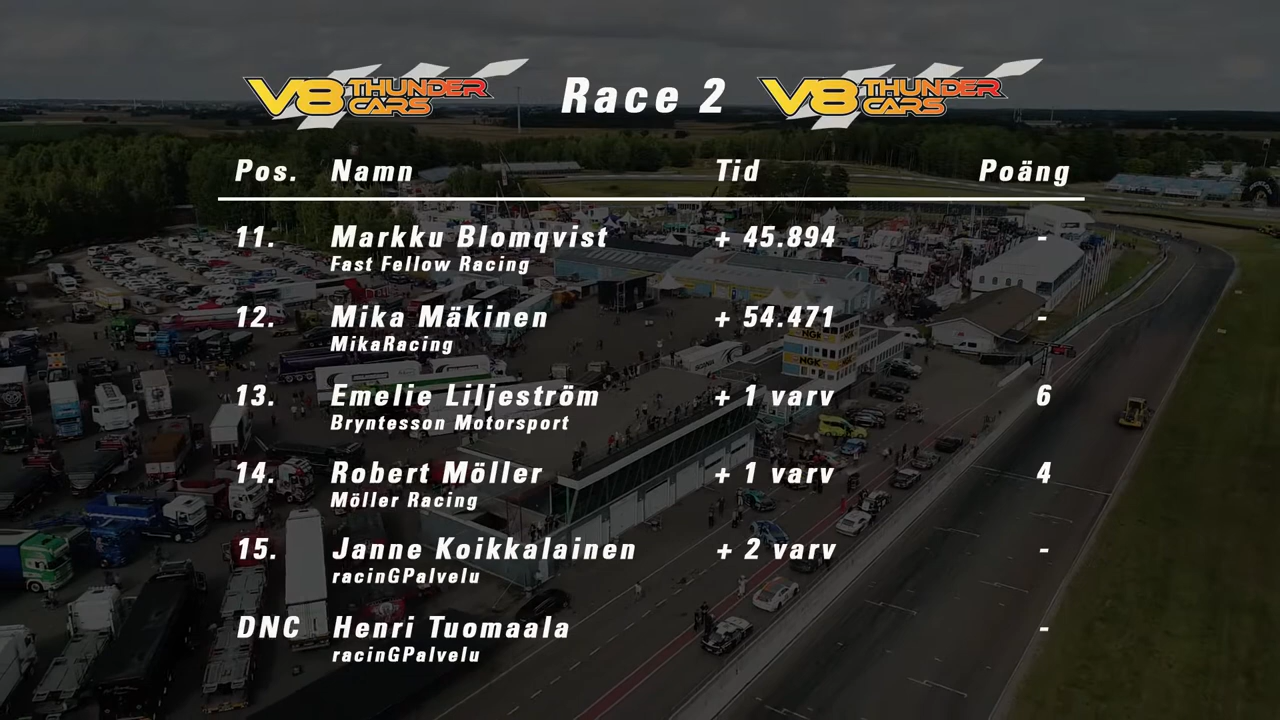 V8 THUNDER CARS Race 2 V8 THUNDER CARS
Pos. Namn Tid Poäng
11. Markku Blomqvist + 45.894 -
Fast Fellow Racing
12. Mika Mäkinen + 54.471 -
MikaRacing
NGK
NGK
13. Emelie Liljeström + 1 varv 6
Bryntesson Motorsport
14. Robert Möller + 1 varv 4
Möller Racing
15. Janne Koikkalainen + 2 varv -
racinGPalvelu
DNC Henri Tuomaala -
racinGPalvelu